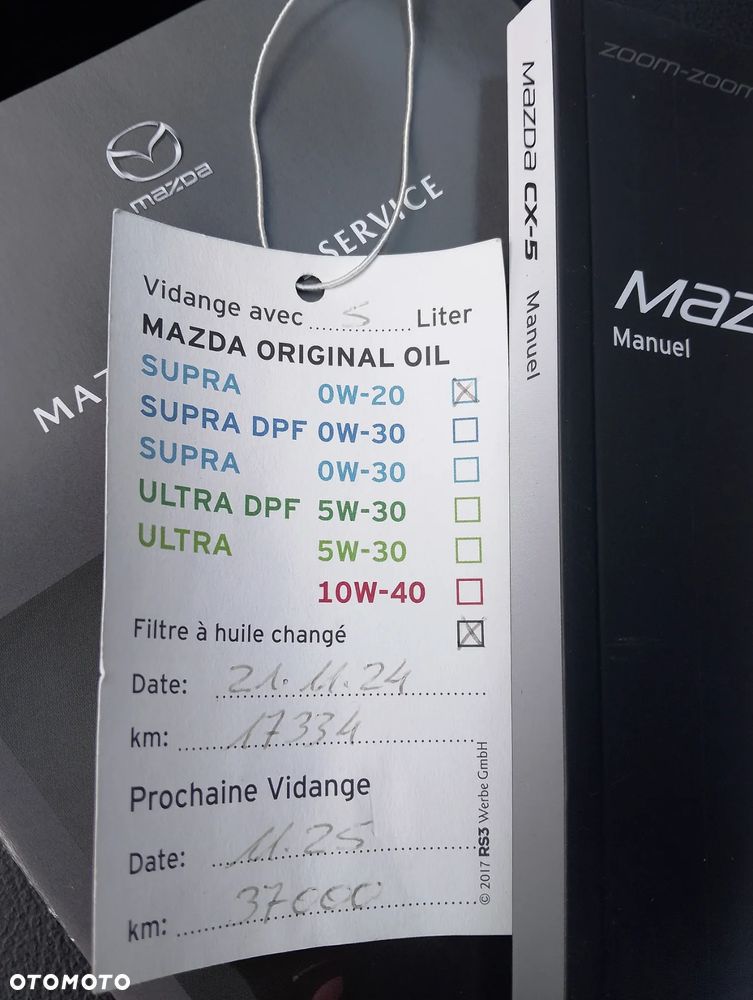 mazda
SERVICE
MAZ
Vidange avec 5 Liter
MAZDA ORIGINAL OIL
SUPRA 0W-20
SUPRA DPF 0W-30
SUPRA 0W-30
ULTRA DPF 5W-30
ULTRA 5W-30
10W-40
Filtre à huile changé
Date: 21.11.24
km: 17334
Prochaine Vidange
Date: 11.25
km: 37000
© 2017 RS3 Werbe GmbH
mazda CX-5 Manuel
zoom-zoom
maz
Manuel
OTOMOTO